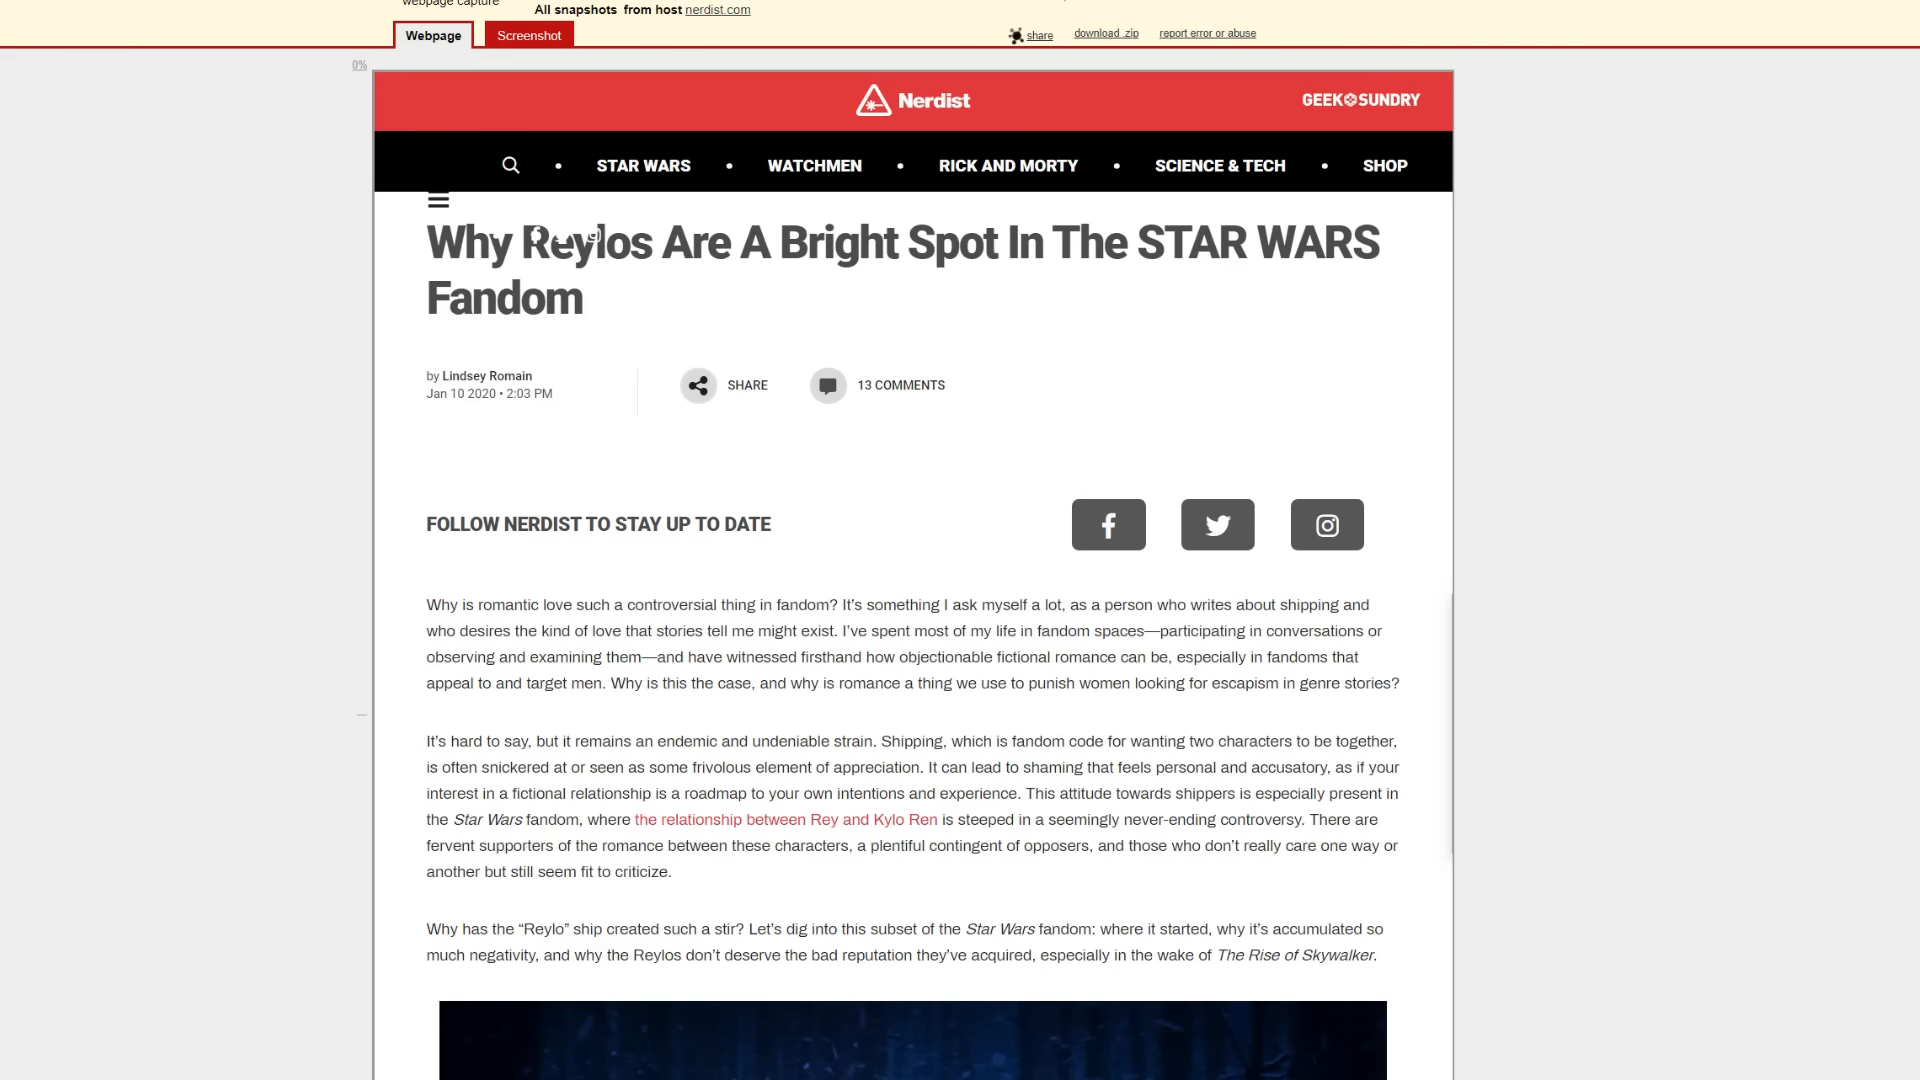 webpage capture
All snapshots from host nerdist.com
Webpage
Screenshot
share
download .zip
report error or abuse
0%
Nerdist
GEEK SUNDRY
• STAR WARS • WATCHMEN • RICK AND MORTY • SCIENCE & TECH • SHOP
Why Reylos Are A Bright Spot In The STAR WARS
Fandom
by Lindsey Romain
Jan 10 2020 • 2:03 PM
SHARE
13 COMMENTS
FOLLOW NERDIST TO STAY UP TO DATE
Why is romantic love such a controversial thing in fandom? It’s something I ask myself a lot, as a person who writes about shipping and
who desires the kind of love that stories tell me might exist. I’ve spent most of my life in fandom spaces—participating in conversations or
observing and examining them—and have witnessed firsthand how objectionable fictional romance can be, especially in fandoms that
appeal to and target men. Why is this the case, and why is romance a thing we use to punish women looking for escapism in genre stories?
It’s hard to say, but it remains an endemic and undeniable strain. Shipping, which is fandom code for wanting two characters to be together,
is often snickered at or seen as some frivolous element of appreciation. It can lead to shaming that feels personal and accusatory, as if your
interest in a fictional relationship is a roadmap to your own intentions and experience. This attitude towards shippers is especially present in
the Star Wars fandom, where the relationship between Rey and Kylo Ren is steeped in a seemingly never-ending controversy. There are
fervent supporters of the romance between these characters, a plentiful contingent of opposers, and those who don’t really care one way or
another but still seem fit to criticize.
Why has the “Reylo” ship created such a stir? Let’s dig into this subset of the Star Wars fandom: where it started, why it’s accumulated so
much negativity, and why the Reylos don’t deserve the bad reputation they’ve acquired, especially in the wake of The Rise of Skywalker.